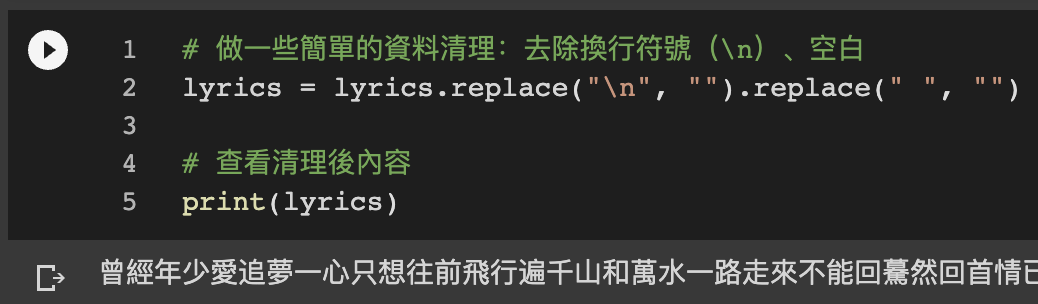 1 # 做一些簡單的資料清理：去除換行符號（\n）、空白
2 lyrics = lyrics.replace("\n", "").replace(" ", "")
3
4 # 查看清理後內容
5 print(lyrics)
曾經年少愛追夢一心只想往前飛行遍千山和萬水一路走來不能回驀然回首情已